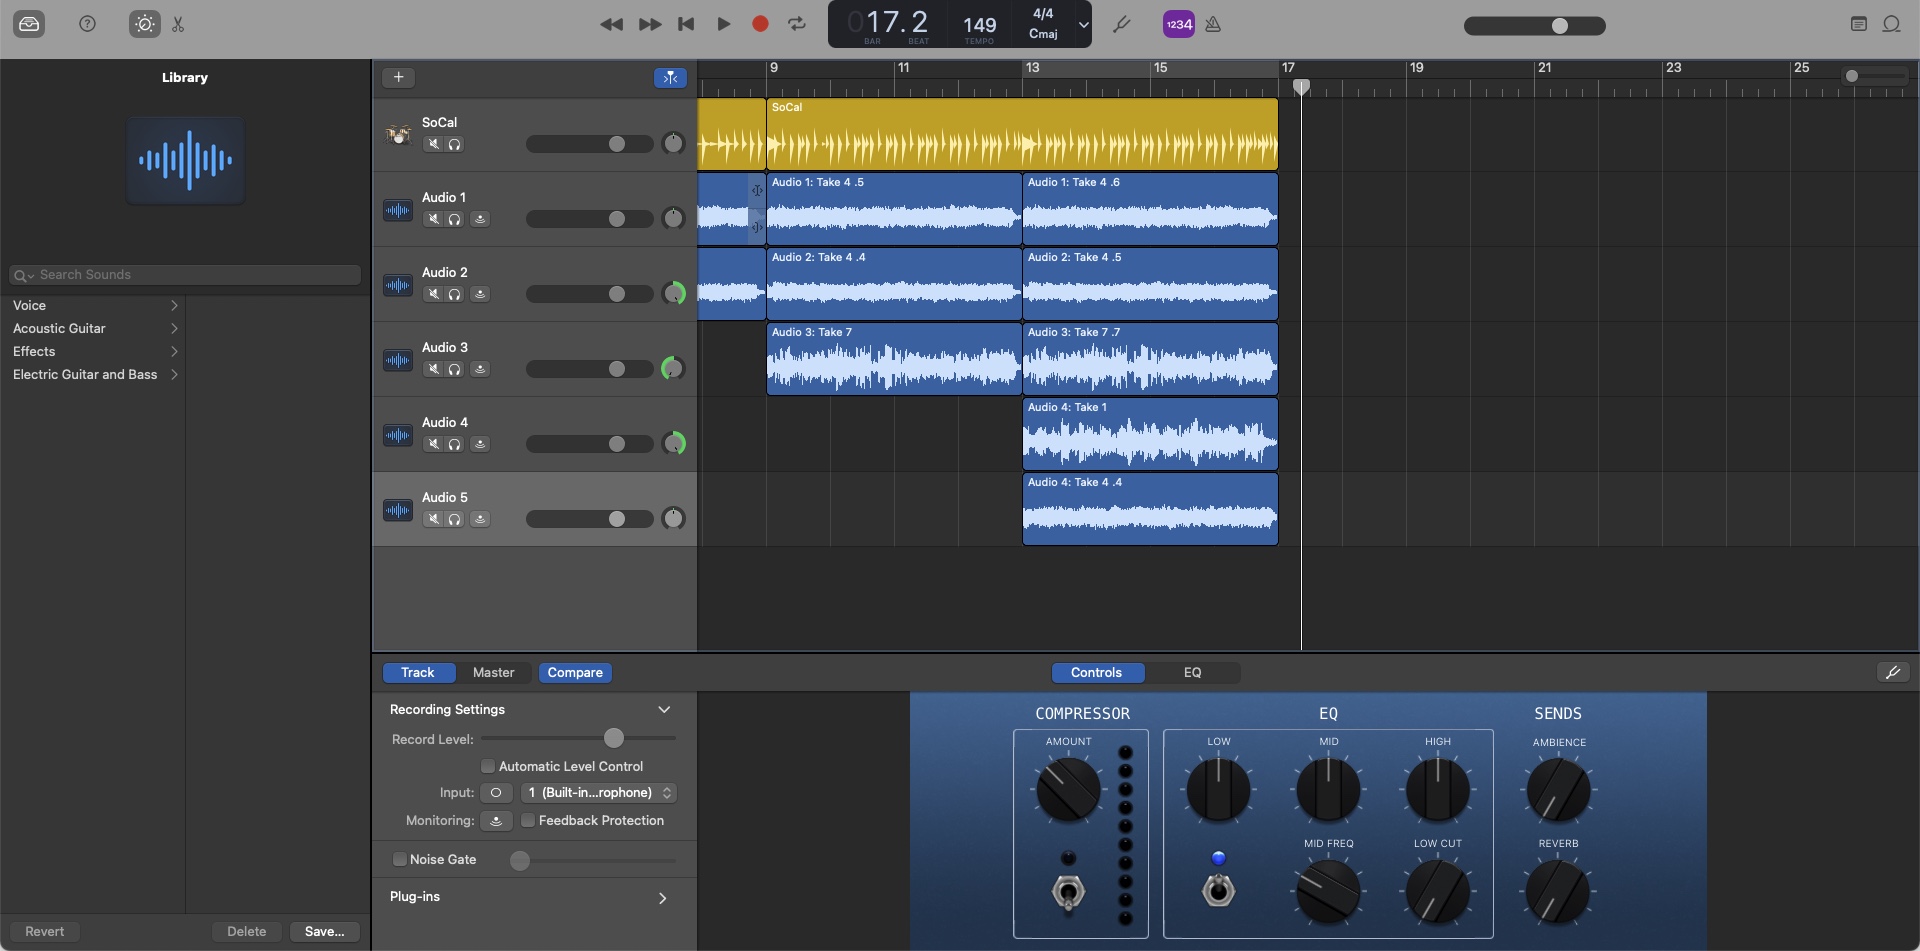 017.2
BAR BEAT
149
TEMPO
4/4
Cmaj
1234
Library
Search Sounds
Voice
Acoustic Guitar
Effects
Electric Guitar and Bass
Revert
Delete
Save...
+
9 11 13 15 17 19 21 23 25
SoCal
SoCal
Audio 1
Audio 1: Take 4 .5
Audio 1: Take 4 .6
Audio 2
Audio 2: Take 4 .4
Audio 2: Take 4 .5
Audio 3
Audio 3: Take 7
Audio 3: Take 7 .7
Audio 4
Audio 4: Take 1
Audio 5
Audio 4: Take 4 .4
Track
Master
Compare
Controls
EQ
Recording Settings
Record Level:
Automatic Level Control
Input:
1 (Built-in...rophone)
Monitoring:
Feedback Protection
Noise Gate
Plug-ins
COMPRESSOR
AMOUNT
EQ
LOW
MID
HIGH
MID FREQ
LOW CUT
SENDS
AMBIENCE
REVERB